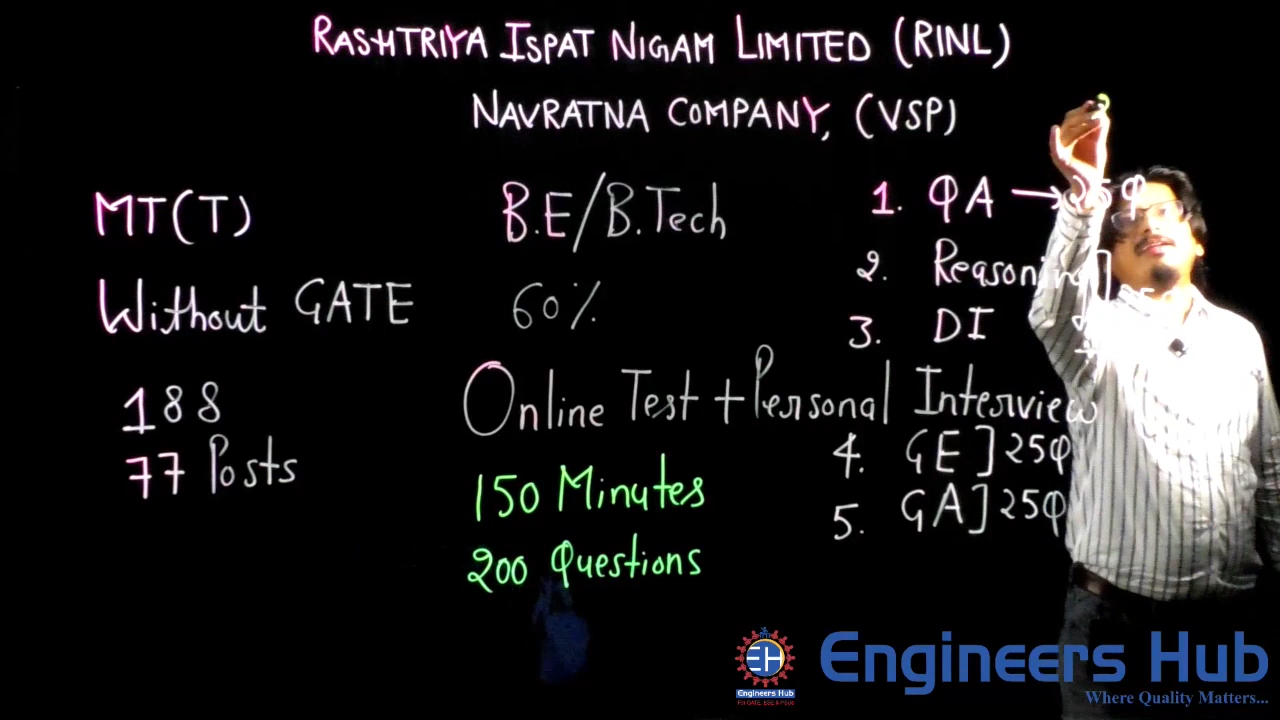 RASHTRIYA ISPAT NIGAM LIMITED (RINL)
NAVRATNA COMPANY, (VSP)
MT(T)
Without GATE
188
77 Posts
B.E/B.Tech
60%
Online Test + Personal Interview
150 Minutes
200 Questions
1. QA → 25Q
2. Reasoning]
3. DI
4. GE] 25Q
5. GA] 25Q
EH
Engineers Hub
Engineers Hub
Where Quality Matters...